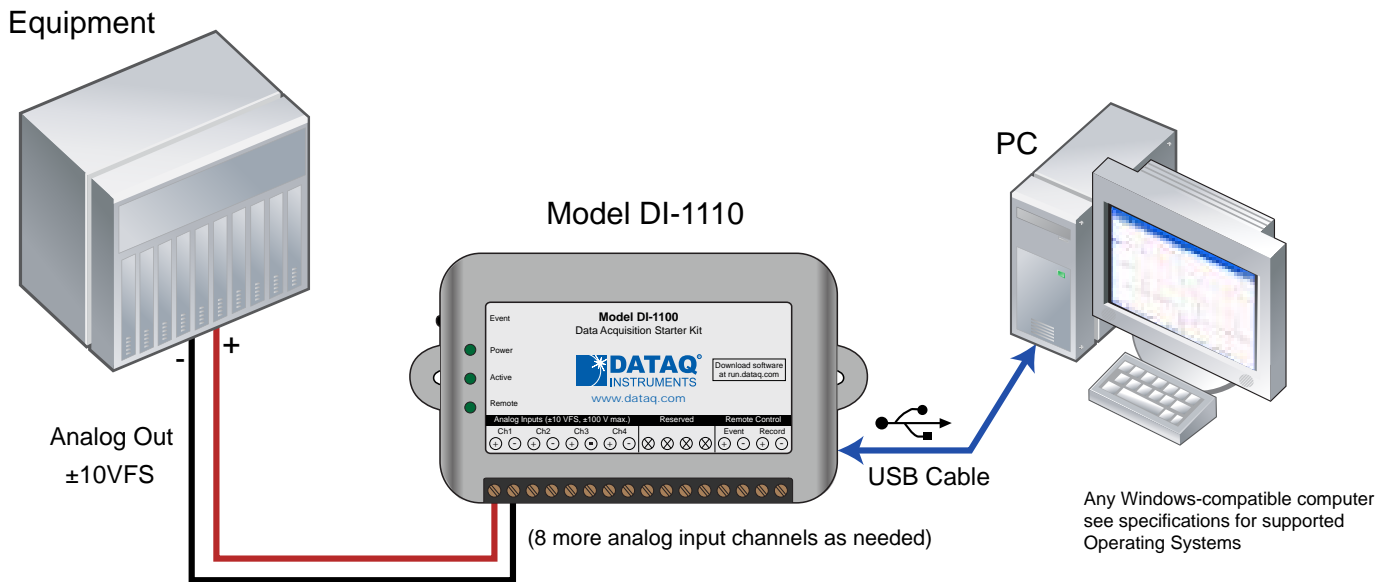 Equipment
PC
Model DI-1110
Event
Model DI-1100
Data Acquisition Starter Kit
Power
DATAQ®
INSTRUMENTS
Download software
at run.dataq.com
Active
www.dataq.com
Remote
Analog Inputs (±10 VFS, ±100 V max.) Reserved Remote Control
Ch1 Ch2 Ch3 Ch4 Event Record
+ - + - + - + - + - + -
- +
Analog Out
±10VFS
USB Cable
(8 more analog input channels as needed)
Any Windows-compatible computer
see specifications for supported
Operating Systems